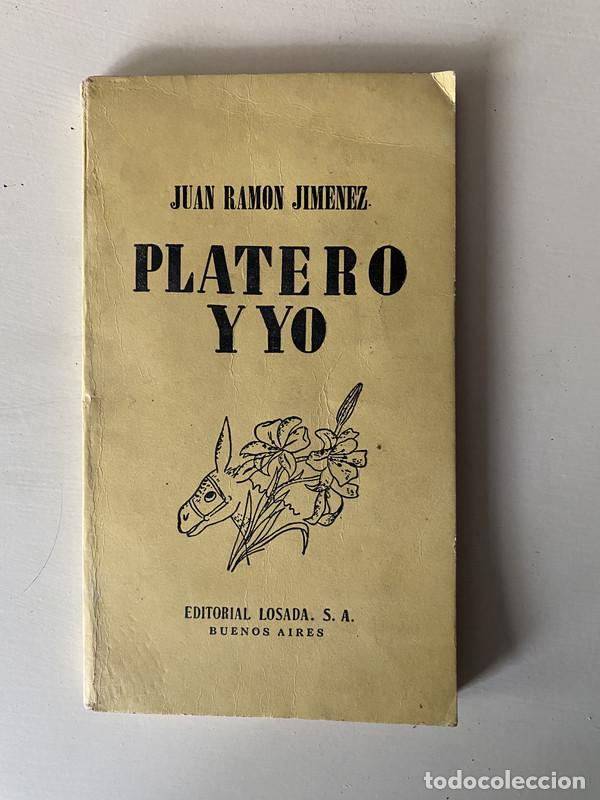 JUAN RAMON JIMENEZ
PLATERO
Y YO
EDITORIAL LOSADA. S. A.
BUENOS AIRES
todocoleccion